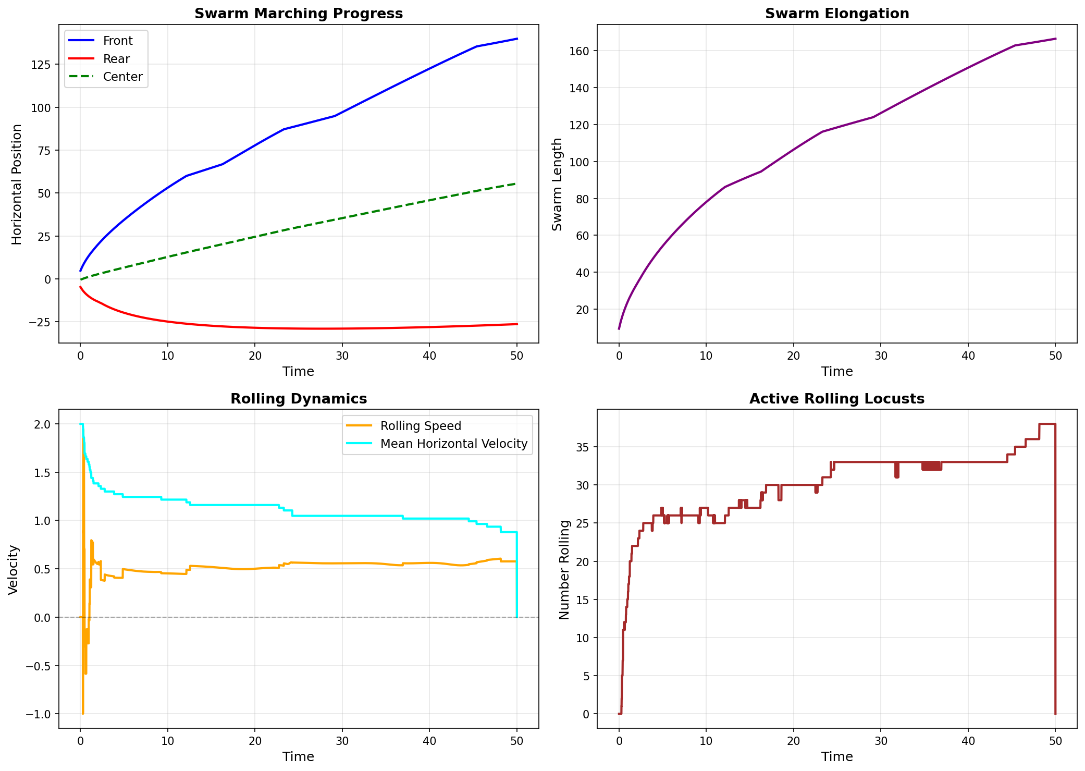 Swarm Marching Progress
Front
Rear
Center
125
100
75
50
25
0
−25
Horizontal Position
0 10 20 30 40 50
Time
Swarm Elongation
160
140
120
100
80
60
40
20
Swarm Length
0 10 20 30 40 50
Time
Rolling Dynamics
Rolling Speed
Mean Horizontal Velocity
2.0
1.5
1.0
0.5
0.0
−0.5
−1.0
Velocity
0 10 20 30 40 50
Time
Active Rolling Locusts
35
30
25
20
15
10
5
0
Number Rolling
0 10 20 30 40 50
Time